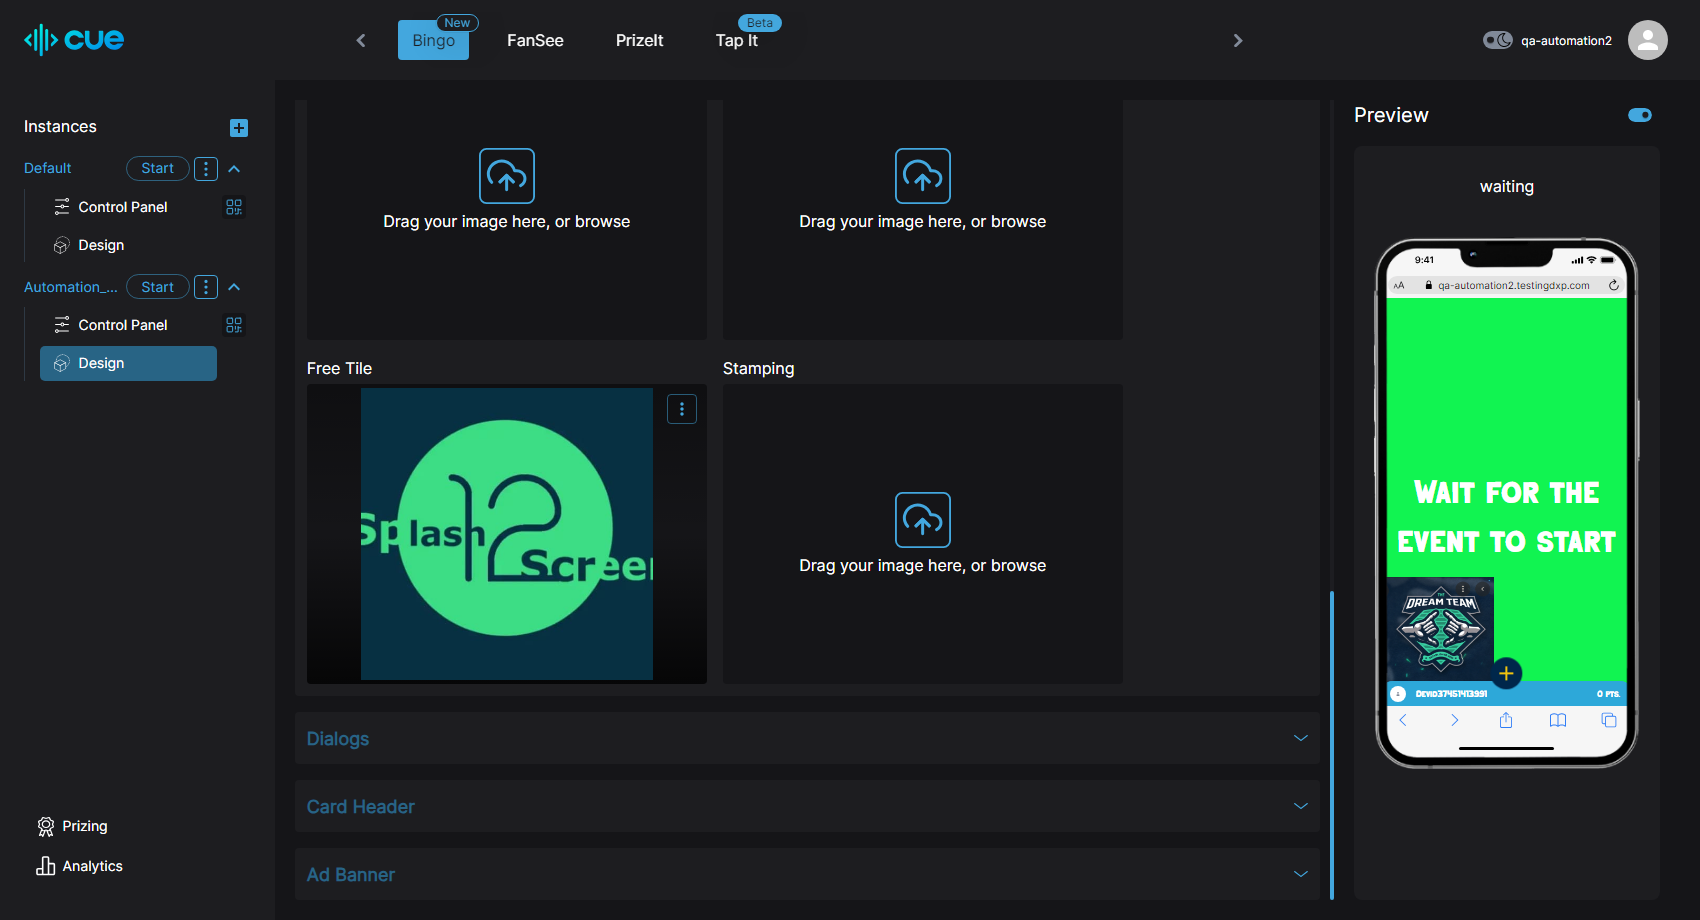 cue
Bingo
New
FanSee
PrizeIt
Tap It
Beta
qa-automation2
Instances
Default
Start
Control Panel
Design
Automation_...
Start
Control Panel
Design
Prizing
Analytics
Drag your image here, or browse
Drag your image here, or browse
Free Tile
Stamping
Splash
12
Screen
Drag your image here, or browse
Dialogs
Card Header
Ad Banner
Preview
waiting
9:41
AA
qa-automation2.testingdxp.com
WAIT FOR THE
EVENT TO START
THE
DREAM TEAM
DEVID37451413991
0 PTS.